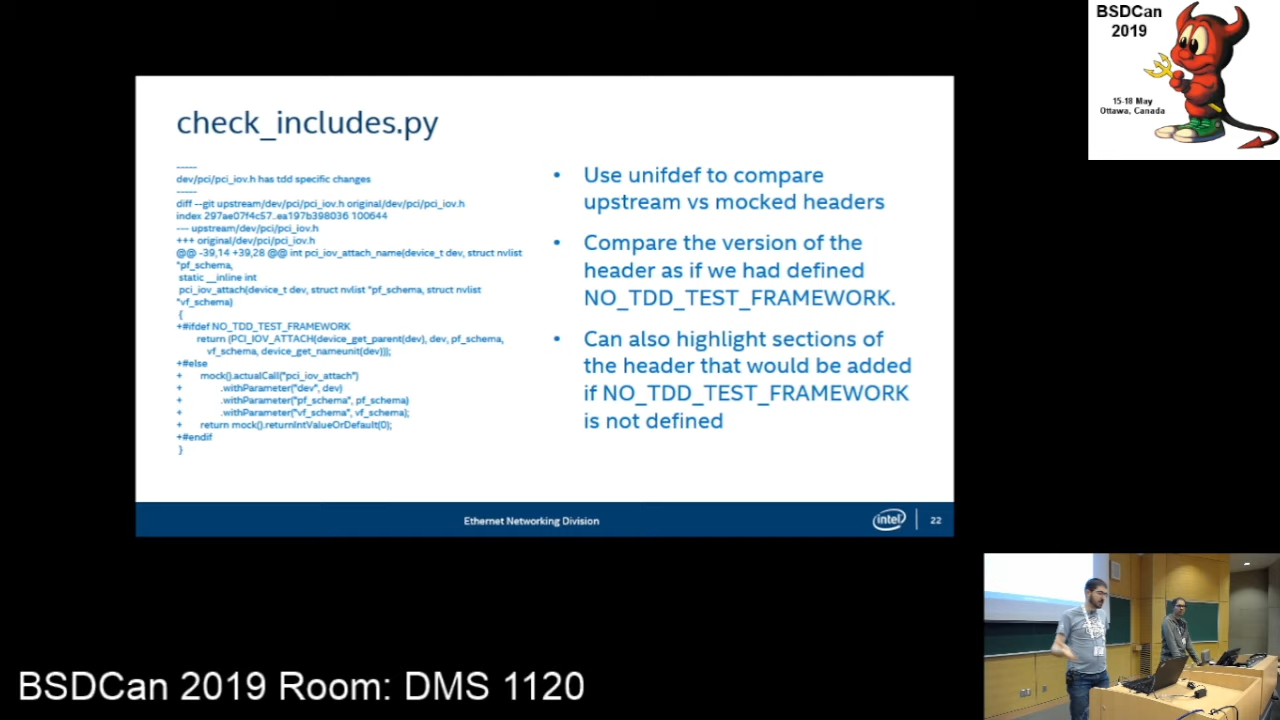 BSDCan
2019
15-18 May
Ottawa, Canada
check_includes.py
-----
dev/pci/pci_iov.h has tdd specific changes
-----
diff --git upstream/dev/pci/pci_iov.h original/dev/pci/pci_iov.h
index 297ae07f4c57..ea197b398036 100644
--- upstream/dev/pci/pci_iov.h
+++ original/dev/pci/pci_iov.h
@@ -39,14 +39,28 @@ int pci_iov_attach_name(device_t dev, struct nvlist
*pf_schema,
static __inline int
pci_iov_attach(device_t dev, struct nvlist *pf_schema, struct nvlist
*vf_schema)
{
+#ifdef NO_TDD_TEST_FRAMEWORK
return (PCI_IOV_ATTACH(device_get_parent(dev), dev, pf_schema,
vf_schema, device_get_nameunit(dev)));
+#else
+ mock().actualCall("pci_iov_attach")
+ .withParameter("dev", dev)
+ .withParameter("pf_schema", pf_schema)
+ .withParameter("vf_schema", vf_schema);
+ return mock().returnIntValueOrDefault(0);
+#endif
}
• Use unifdef to compare
upstream vs mocked headers
• Compare the version of the
header as if we had defined
NO_TDD_TEST_FRAMEWORK.
• Can also highlight sections of
the header that would be added
if NO_TDD_TEST_FRAMEWORK
is not defined
Ethernet Networking Division
intel
22
BSDCan 2019 Room: DMS 1120